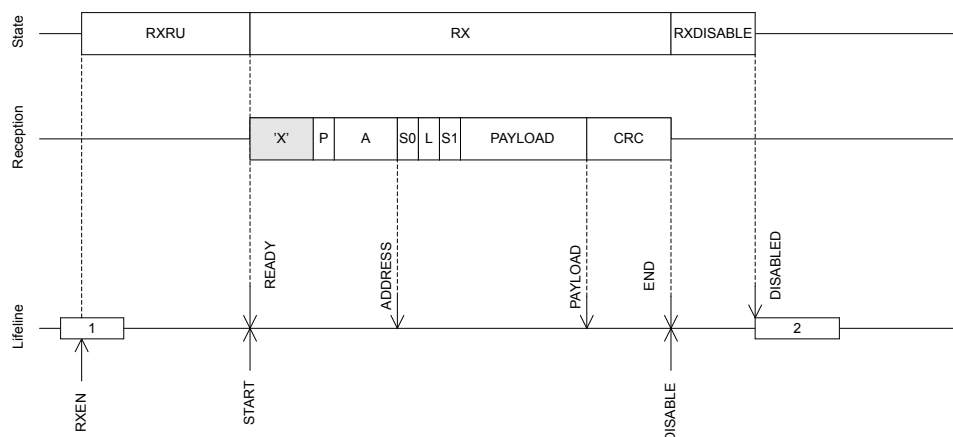 State
RXRU
RX
RXDISABLE
Reception
'X'
P
A
S0
L
S1
PAYLOAD
CRC
READY
ADDRESS
PAYLOAD
END
DISABLED
Lifeline
1
2
RXEN
START
DISABLE